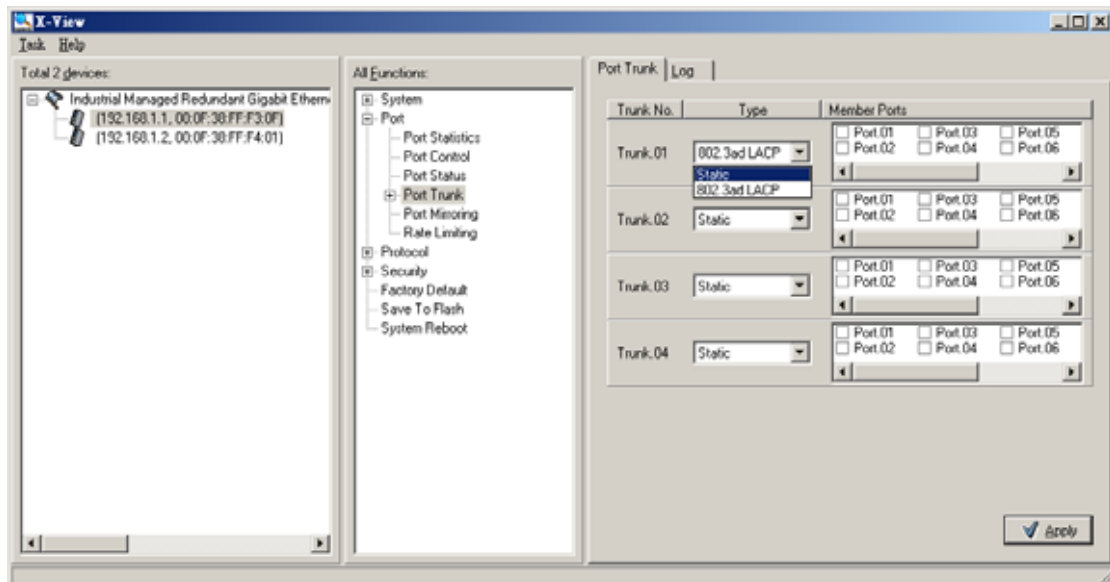 X-View
Task Help
Total 2 devices:
Industrial Managed Redundant Gigabit Ethern
(192.168.1.1, 00:0F:38:FF:F3:0F)
(192.168.1.2, 00:0F:38:FF:F4:01)
All Functions:
System
Port
Port Statistics
Port Control
Port Status
Port Trunk
Port Mirroring
Rate Limiting
Protocol
Security
Factory Default
Save To Flash
System Reboot
Port Trunk Log
Trunk No. Type Member Ports
Trunk.01 802.3ad LACP
Static
802.3ad LACP
Port.01 Port.03 Port.05
Port.02 Port.04 Port.06
Trunk.02 Static
Port.01 Port.03 Port.05
Port.02 Port.04 Port.06
Trunk.03 Static
Port.01 Port.03 Port.05
Port.02 Port.04 Port.06
Trunk.04 Static
Port.01 Port.03 Port.05
Port.02 Port.04 Port.06
Apply